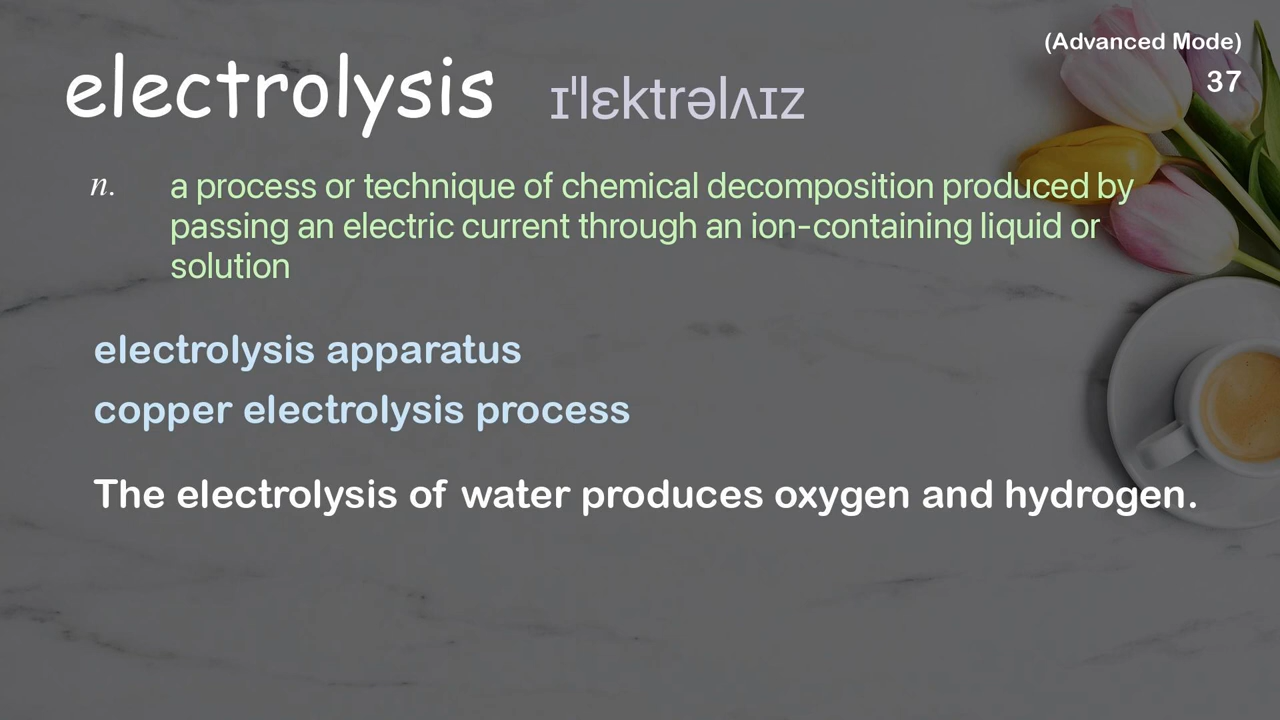 (Advanced Mode)
37
electrolysis ɪˈlɛktrəlʌɪz
n. a process or technique of chemical decomposition produced by
passing an electric current through an ion-containing liquid or
solution
electrolysis apparatus
copper electrolysis process
The electrolysis of water produces oxygen and hydrogen.